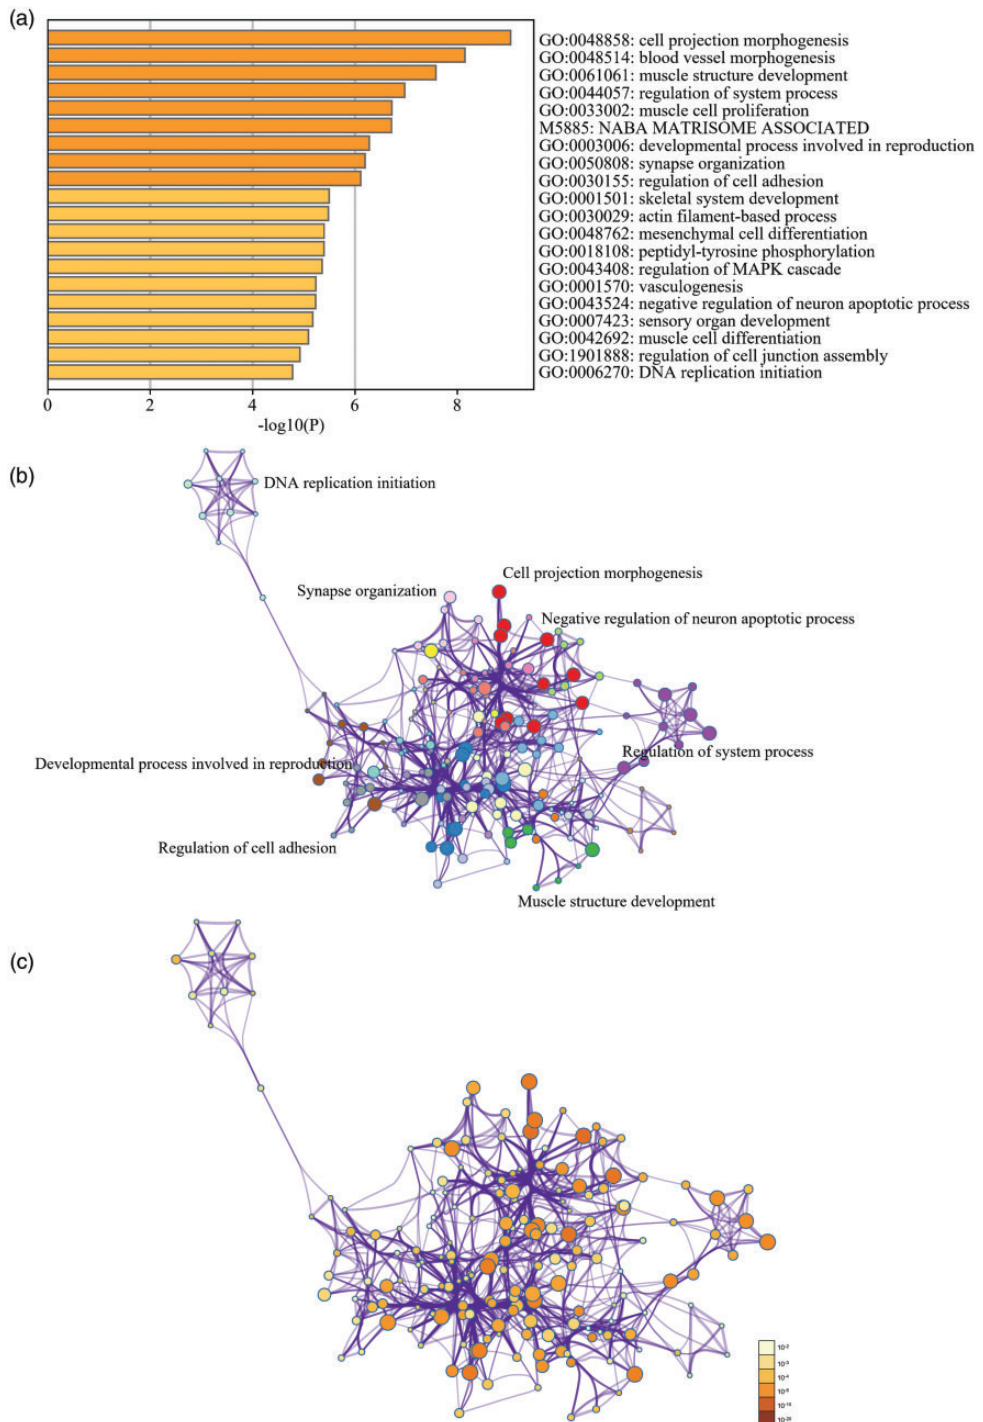 (a)
GO:0048858: cell projection morphogenesis
GO:0048514: blood vessel morphogenesis
GO:0061061: muscle structure development
GO:0044057: regulation of system process
GO:0033002: muscle cell proliferation
M5885: NABA MATRISOME ASSOCIATED
GO:0003006: developmental process involved in reproduction
GO:0050808: synapse organization
GO:0030155: regulation of cell adhesion
GO:0001501: skeletal system development
GO:0030029: actin filament-based process
GO:0048762: mesenchymal cell differentiation
GO:0018108: peptidyl-tyrosine phosphorylation
GO:0043408: regulation of MAPK cascade
GO:0001570: vasculogenesis
GO:0043524: negative regulation of neuron apoptotic process
GO:0007423: sensory organ development
GO:0042692: muscle cell differentiation
GO:1901888: regulation of cell junction assembly
GO:0006270: DNA replication initiation
0 2 4 6 8
-log10(P)
(b)
DNA replication initiation
Cell projection morphogenesis
Synapse organization
Negative regulation of neuron apoptotic process
Regulation of system process
Developmental process involved in reproduction
Regulation of cell adhesion
Muscle structure development
(c)
10-2
10-3
10-4